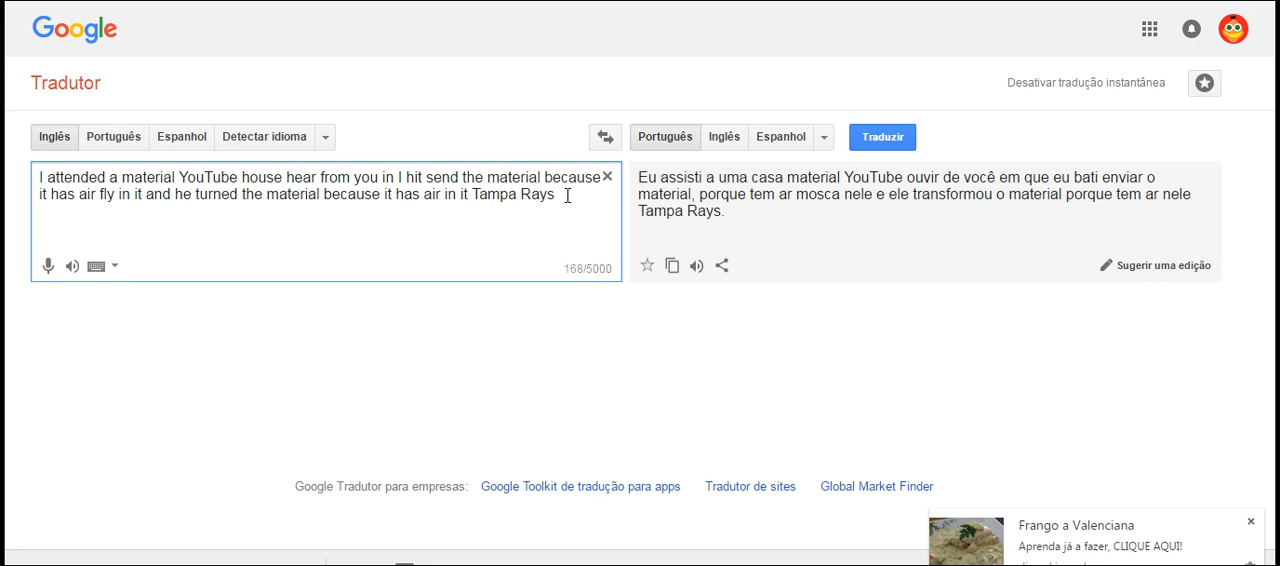 Google
Tradutor
Desativar tradução instantânea
Inglês Português Espanhol Detectar idioma
Português Inglês Espanhol Traduzir
I attended a material YouTube house hear from you in I hit send the material because
it has air fly in it and he turned the material because it has air in it Tampa Rays
168/5000
Eu assisti a uma casa material YouTube ouvir de você em que eu bati enviar o
material, porque tem ar mosca nele e ele transformou o material porque tem ar nele
Tampa Rays.
Sugerir uma edição
Google Tradutor para empresas: Google Toolkit de tradução para apps Tradutor de sites Global Market Finder
Frango a Valenciana
Aprenda já a fazer, CLIQUE AQUI!